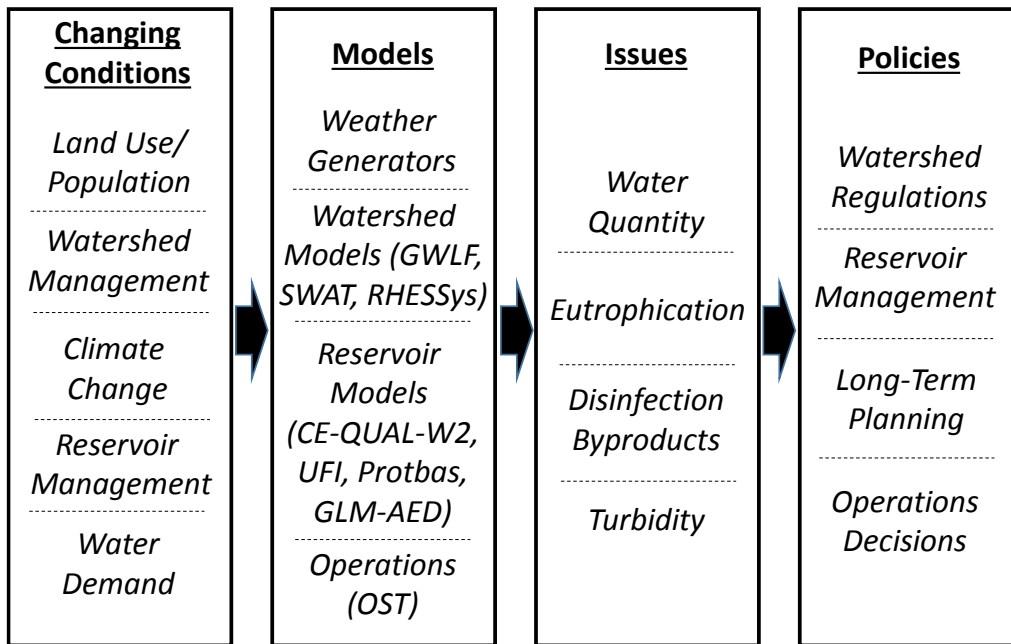 Changing
Conditions
Land Use/
Population
Watershed
Management
Climate
Change
Reservoir
Management
Water
Demand
Models
Weather
Generators
Watershed
Models (GWLF,
SWAT, RHESSys)
Reservoir
Models
(CE-QUAL-W2,
UFI, Protbas,
GLM-AED)
Operations
(OST)
Issues
Water
Quantity
Eutrophication
Disinfection
Byproducts
Turbidity
Policies
Watershed
Regulations
Reservoir
Management
Long-Term
Planning
Operations
Decisions